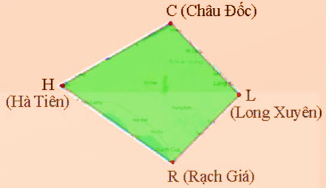 C (Châu Đốc)
H
(Hà Tiên)
L
(Long Xuyên)
R (Rạch Giá)